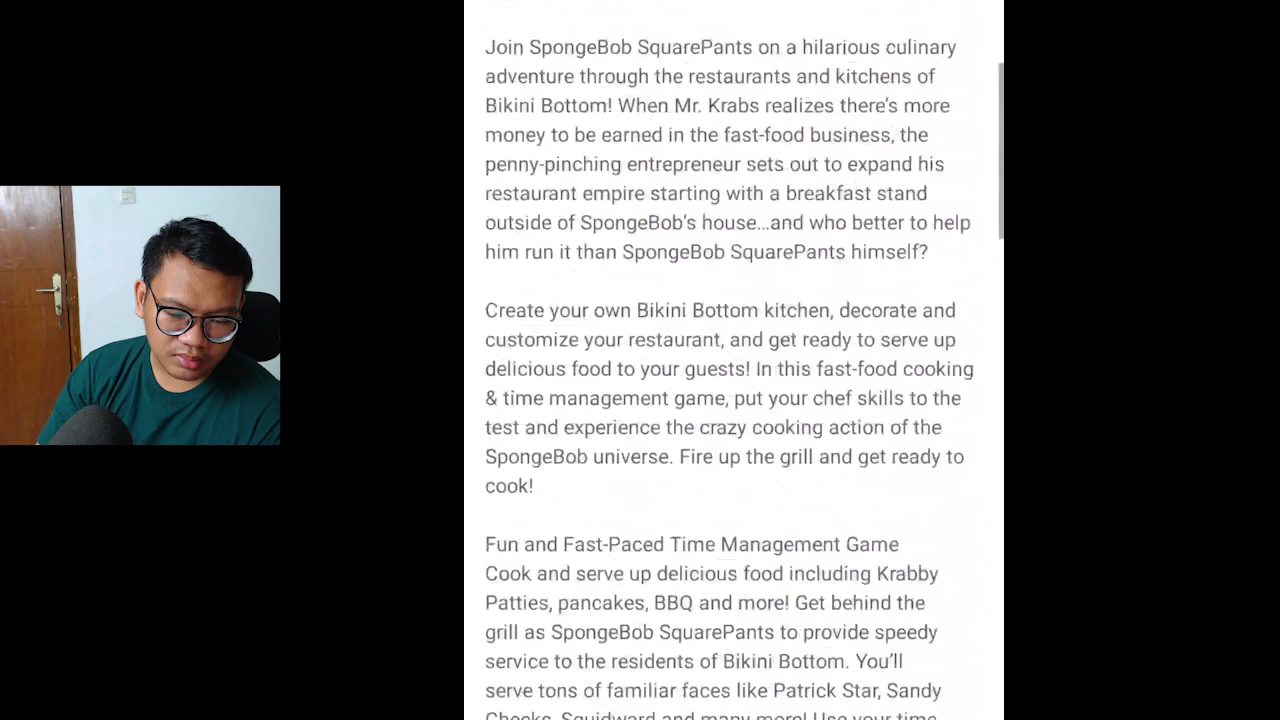 Join SpongeBob SquarePants on a hilarious culinary
adventure through the restaurants and kitchens of
Bikini Bottom! When Mr. Krabs realizes there's more
money to be earned in the fast-food business, the
penny-pinching entrepreneur sets out to expand his
restaurant empire starting with a breakfast stand
outside of SpongeBob's house…and who better to help
him run it than SpongeBob SquarePants himself?
Create your own Bikini Bottom kitchen, decorate and
customize your restaurant, and get ready to serve up
delicious food to your guests! In this fast-food cooking
& time management game, put your chef skills to the
test and experience the crazy cooking action of the
SpongeBob universe. Fire up the grill and get ready to
cook!
Fun and Fast-Paced Time Management Game
Cook and serve up delicious food including Krabby
Patties, pancakes, BBQ and more! Get behind the
grill as SpongeBob SquarePants to provide speedy
service to the residents of Bikini Bottom. You'll
serve tons of familiar faces like Patrick Star, Sandy
Cheeks, Squidward and many more! Use your time